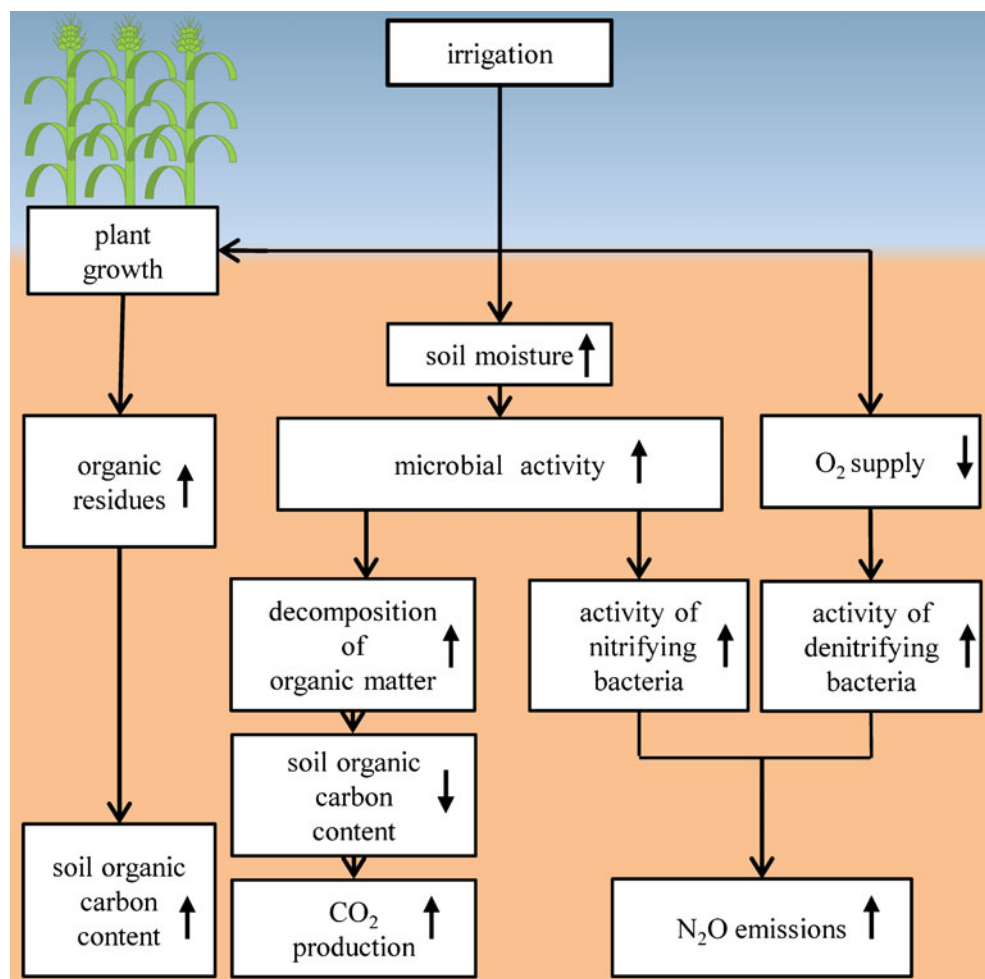 irrigation
plant
growth
soil moisture
organic
residues
microbial activity
O₂ supply
decomposition
of
organic matter
activity of
nitrifying
bacteria
activity of
denitrifying
bacteria
soil organic
carbon
content
soil organic
carbon
content
CO₂
production
N₂O emissions